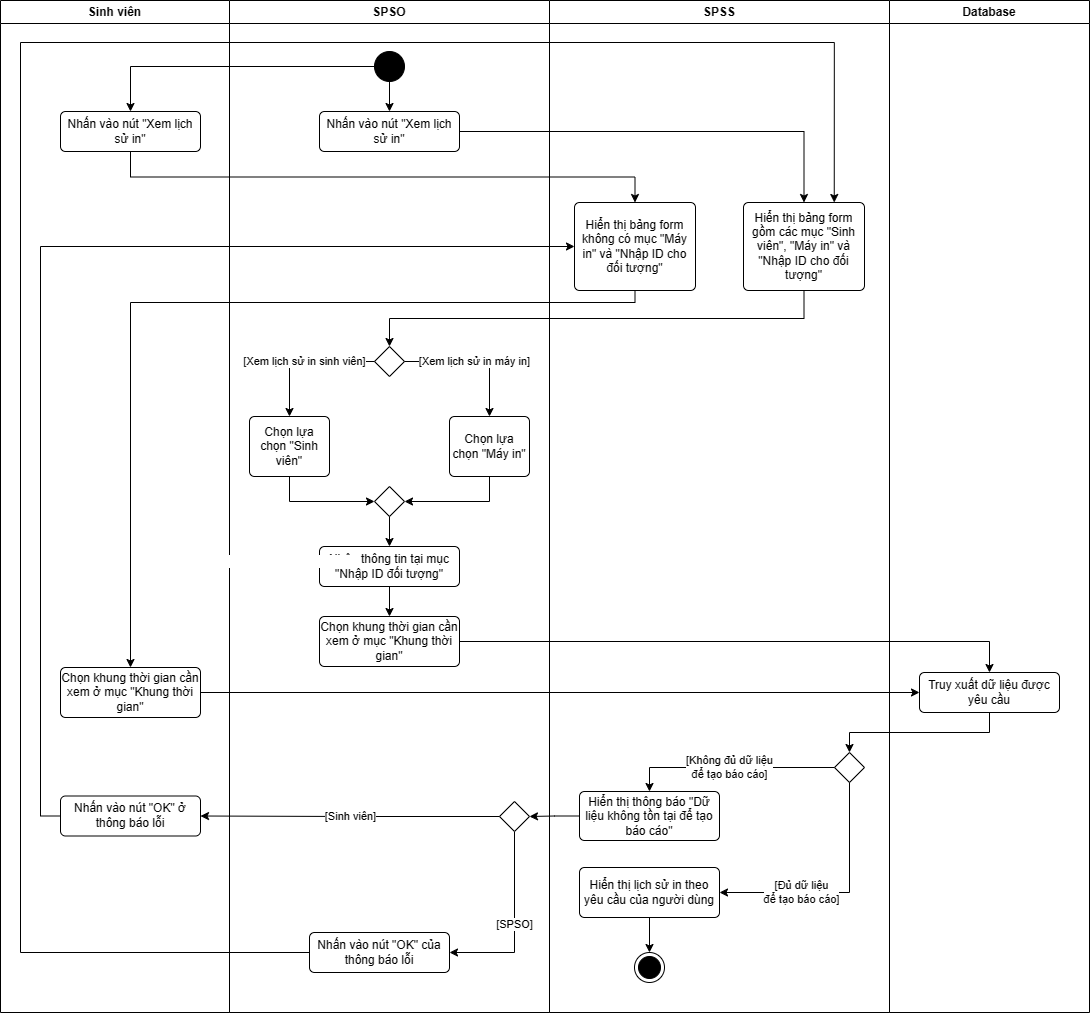 Sinh viên
SPSO
SPSS
Database
Nhấn vào nút "Xem lịch
sử in"
Nhấn vào nút "Xem lịch
sử in"
Hiển thị bảng form
không có mục "Máy
in" và "Nhập ID cho
đối tượng"
Hiển thị bảng form
gồm các mục "Sinh
viên", "Máy in" và
"Nhập ID cho đối
tượng"
[Xem lịch sử in sinh viên]
[Xem lịch sử in máy in]
Chọn lựa
chọn "Sinh
viên"
Chọn lựa
chọn "Máy in"
thông tin tại mục
"Nhập ID đối tượng"
Chọn khung thời gian cần
xem ở mục "Khung thời
gian"
Chọn khung thời gian cần
xem ở mục "Khung thời
gian"
Truy xuất dữ liệu được
yêu cầu
[Không đủ dữ liệu
để tạo báo cáo]
Nhấn vào nút "OK" ở
thông báo lỗi
[Sinh viên]
Hiển thị thông báo "Dữ
liệu không tồn tại để tạo
báo cáo"
Hiển thị lịch sử in theo
yêu cầu của người dùng
[Đủ dữ liệu
để tạo báo cáo]
[SPSO]
Nhấn vào nút "OK" của
thông báo lỗi